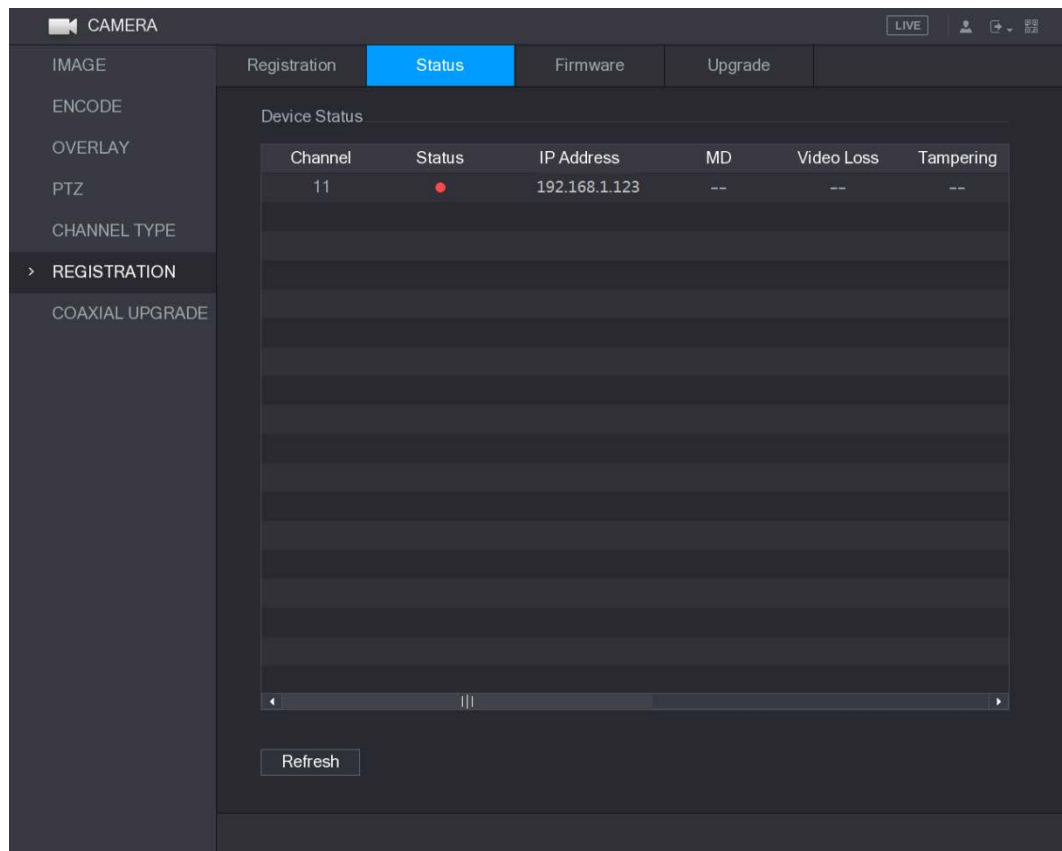 CAMERA
LIVE
IMAGE
ENCODE
OVERLAY
PTZ
CHANNEL TYPE
REGISTRATION
COAXIAL UPGRADE
Registration Status Firmware Upgrade
Device Status
Channel Status IP Address MD Video Loss Tampering
11 192.168.1.123 -- -- --
Refresh